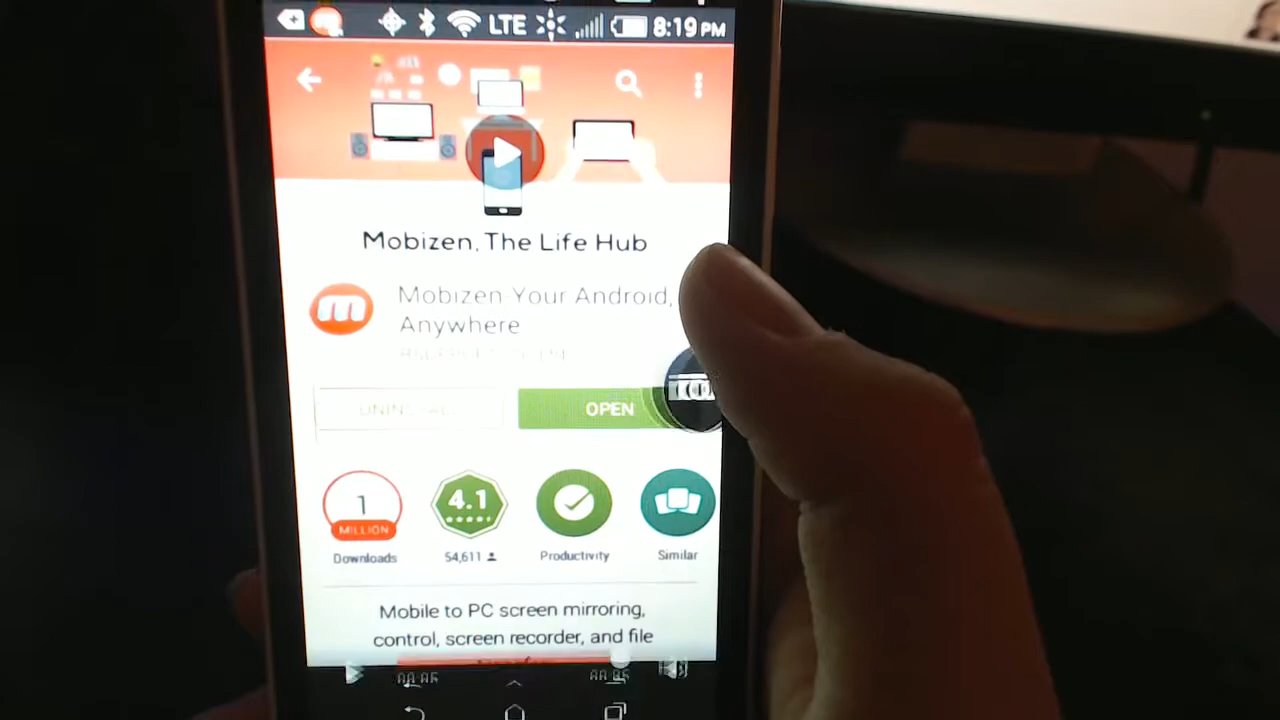 LTE 8:19 PM
Mobizen, The Life Hub
m
Mobizen-Your Android,
Anywhere
OPEN
1
MILLION
4.1
Downloads
54,611
Productivity
Similar
Mobile to PC screen mirroring,
control, screen recorder, and file